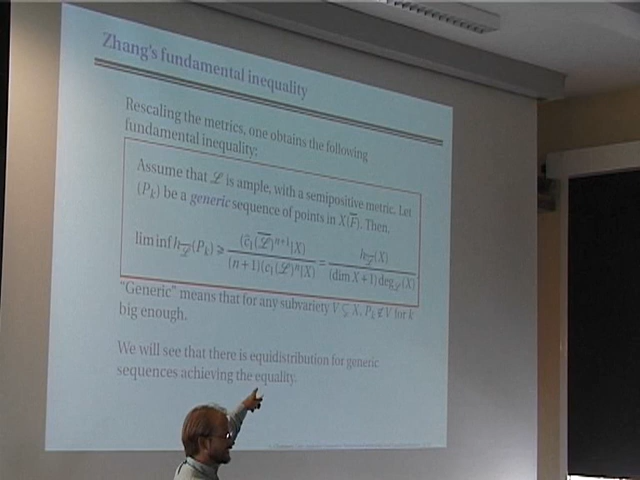 Zhang's fundamental inequality
Rescaling the metrics, one obtains the following
fundamental inequality:
Assume that ℒ is ample, with a semipositive metric. Let
(P_k) be a generic sequence of points in X(F̄). Then,
lim inf h_ℒ̄(P_k) ⩾ (ĉ₁(ℒ̄)^{n+1}|X) / ((n+1)(c₁(ℒ)^n|X)) = h_ℒ̄(X) / ((dim X+1) deg_ℒ(X))
"Generic" means that for any subvariety V ⊊ X, P_k ∉ V for k
big enough.
We will see that there is equidistribution for generic
sequences achieving the equality.